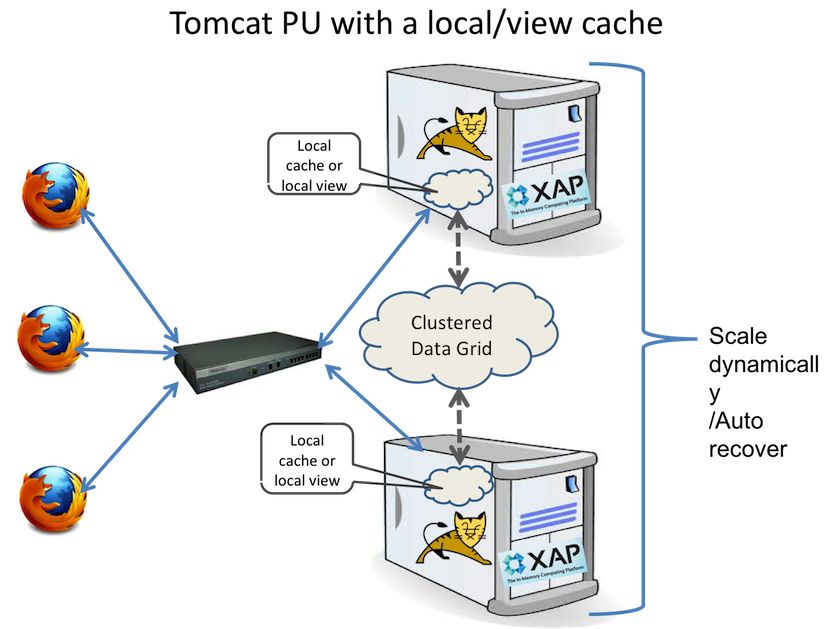 Tomcat PU with a local/view cache
Local
cache or
local view
XAP
The In-Memory Computing Platform
Clustered
Data Grid
Scale
dynamicall
y
/Auto
recover
Local
cache or
local view
XAP
The In-Memory Computing Platform